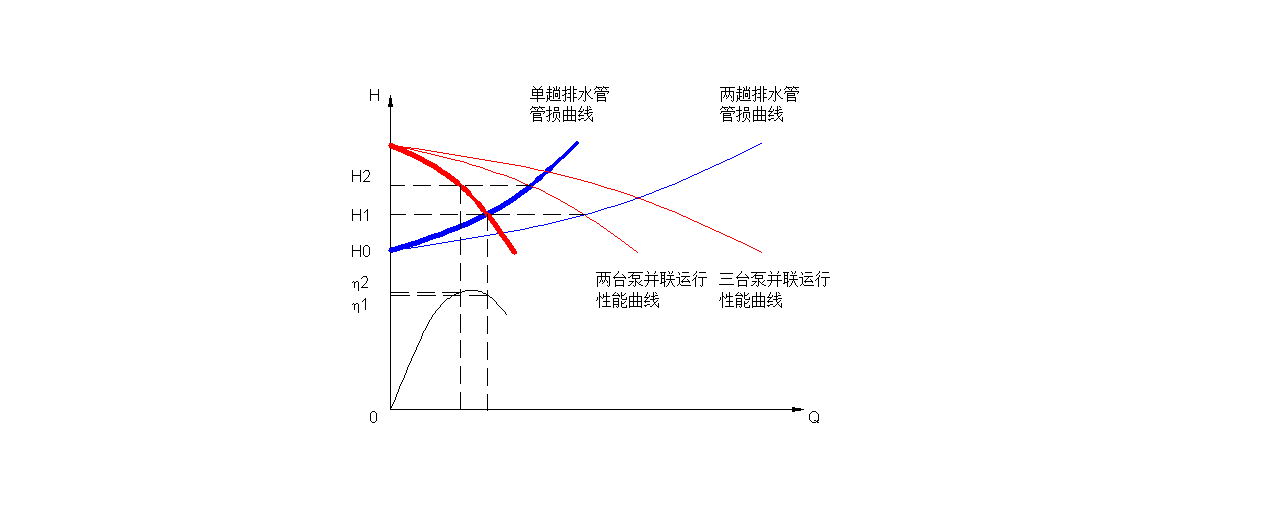 H
单趟排水管
管损曲线
两趟排水管
管损曲线
H2
H1
H0
η2
η1
两台泵并联运行
性能曲线
三台泵并联运行
性能曲线
0
Q